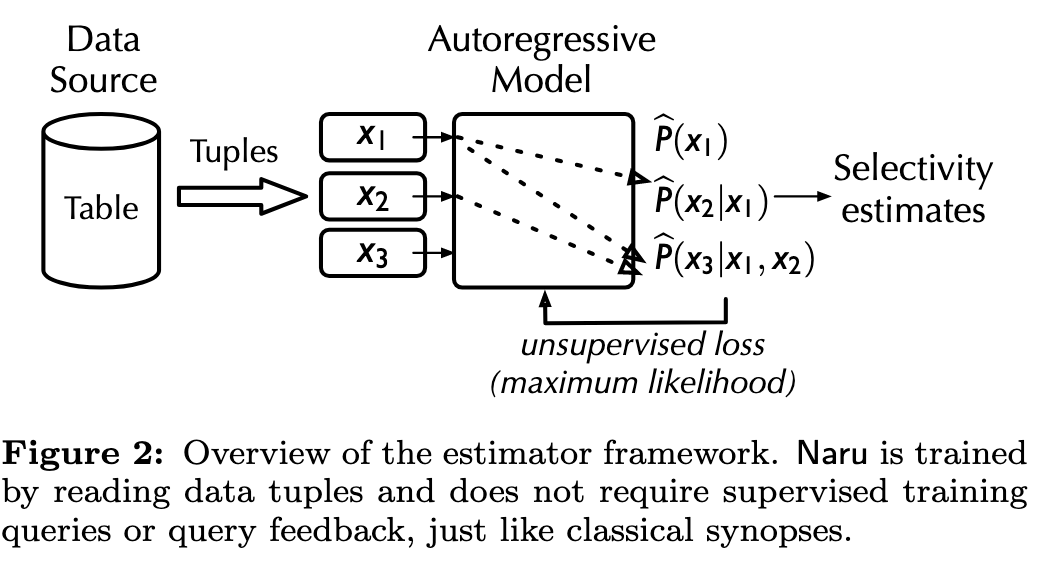 Data
Source
Autoregressive
Model
Tuples
Table
x₁
x₂
x₃
P̂(x₁)
P̂(x₂|x₁)
P̂(x₃|x₁, x₂)
Selectivity
estimates
unsupervised loss
(maximum likelihood)
Figure 2: Overview of the estimator framework. Naru is trained
by reading data tuples and does not require supervised training
queries or query feedback, just like classical synopses.